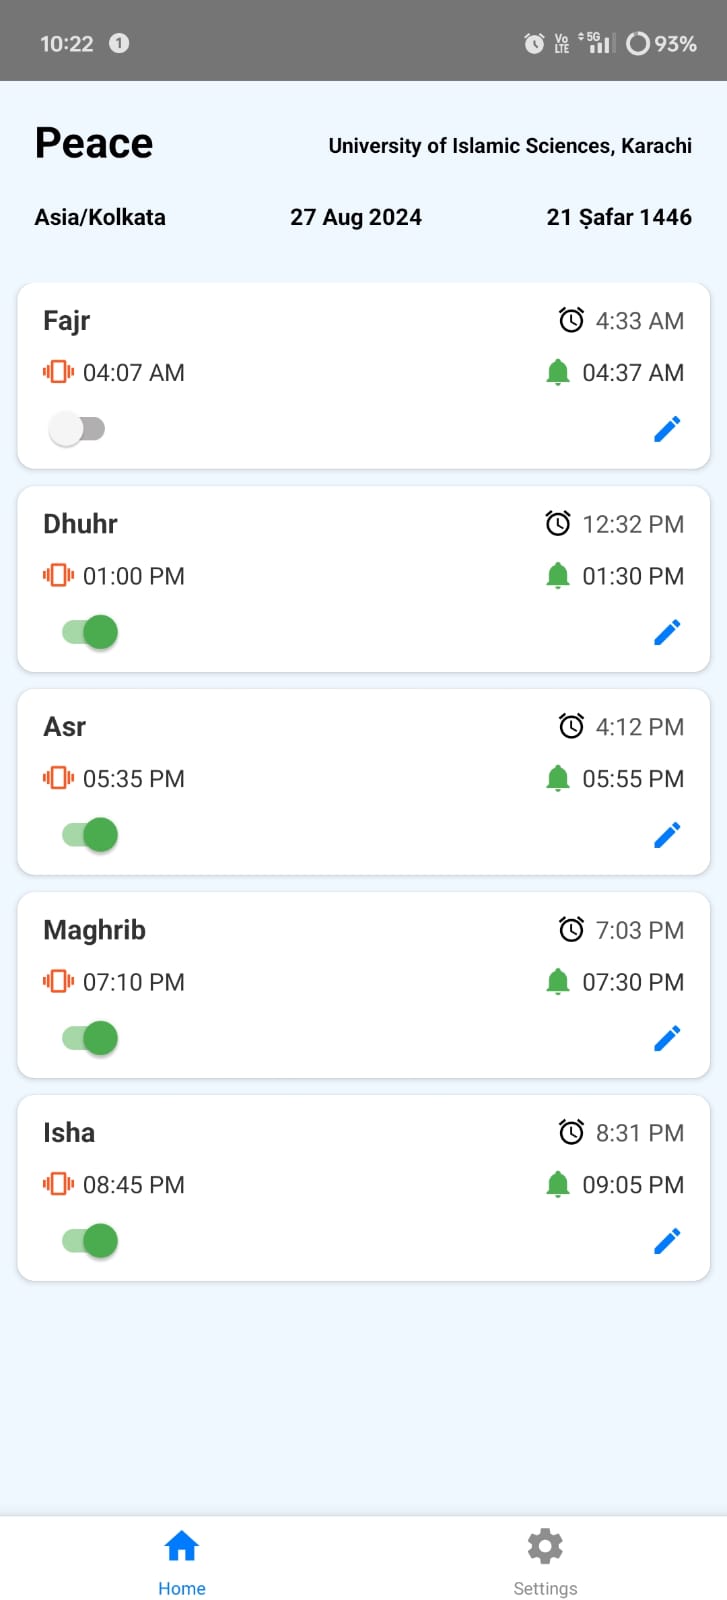 10:22 1 Vo LTE 5G 93%
Peace University of Islamic Sciences, Karachi
Asia/Kolkata 27 Aug 2024 21 Ṣafar 1446
Fajr 4:33 AM
04:07 AM 04:37 AM
Dhuhr 12:32 PM
01:00 PM 01:30 PM
Asr 4:12 PM
05:35 PM 05:55 PM
Maghrib 7:03 PM
07:10 PM 07:30 PM
Isha 8:31 PM
08:45 PM 09:05 PM
Home Settings